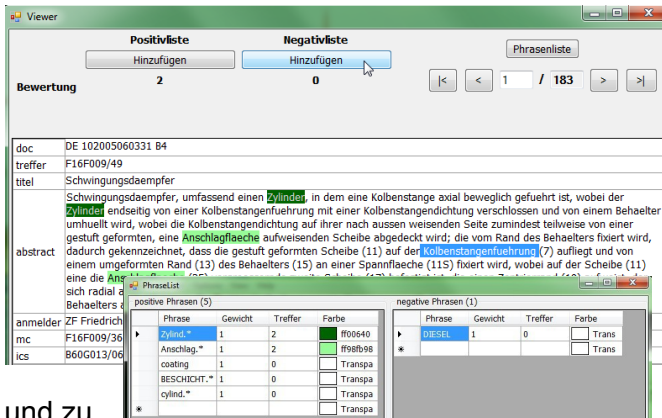 Viewer
Positivliste Negativliste
Hinzufügen Hinzufügen
Phrasenliste
Bewertung 2 0
|< < 1 / 183 > >|
doc DE 102005060331 B4
treffer F16F009/49
titel Schwingungsdaempfer
Schwingungsdaempfer, umfassend einen Zylinder, in dem eine Kolbenstange axial beweglich gefuehrt ist, wobei der
Zylinder endseitig von einer Kolbenstangenfuehrung mit einer Kolbenstangendichtung verschlossen und von einem Behaelter
umhuellt wird, wobei die Kolbenstangendichtung auf ihrer nach aussen weisenden Seite zumindest teilweise von einer
gestuft geformten, eine Anschlagflaeche aufweisenden Scheibe abgedeckt wird; die vom Rand des Behaelters fixiert wird,
abstract dadurch gekennzeichnet, dass die gestuft geformten Scheibe (11) auf der Kolbenstangenfuehrung (7) aufliegt und von
einem umgeformten Rand (13) des Behaelters (15) an einer Spannflaeche (11S) fixiert wird, wobei auf der Scheibe (11)
eine die
sich radial a
Behaelters a
anmelder ZF Friedrich
mc F16F009/36
ics B60G013/06
PhraseList
positive Phrasen (5) negative Phrasen (1)
Phrase Gewicht Treffer Farbe Phrase Gewicht Treffer Farbe
Zylind.* 1 2 ff00640 DIESEL 1 0 Trans
Anschlag.* 1 2 ff98fb98 Trans
coating 1 0 Transpa
BESCHICHT.* 1 0 Transpa
cylind.* 1 0 Transpa
Transpa
und zu